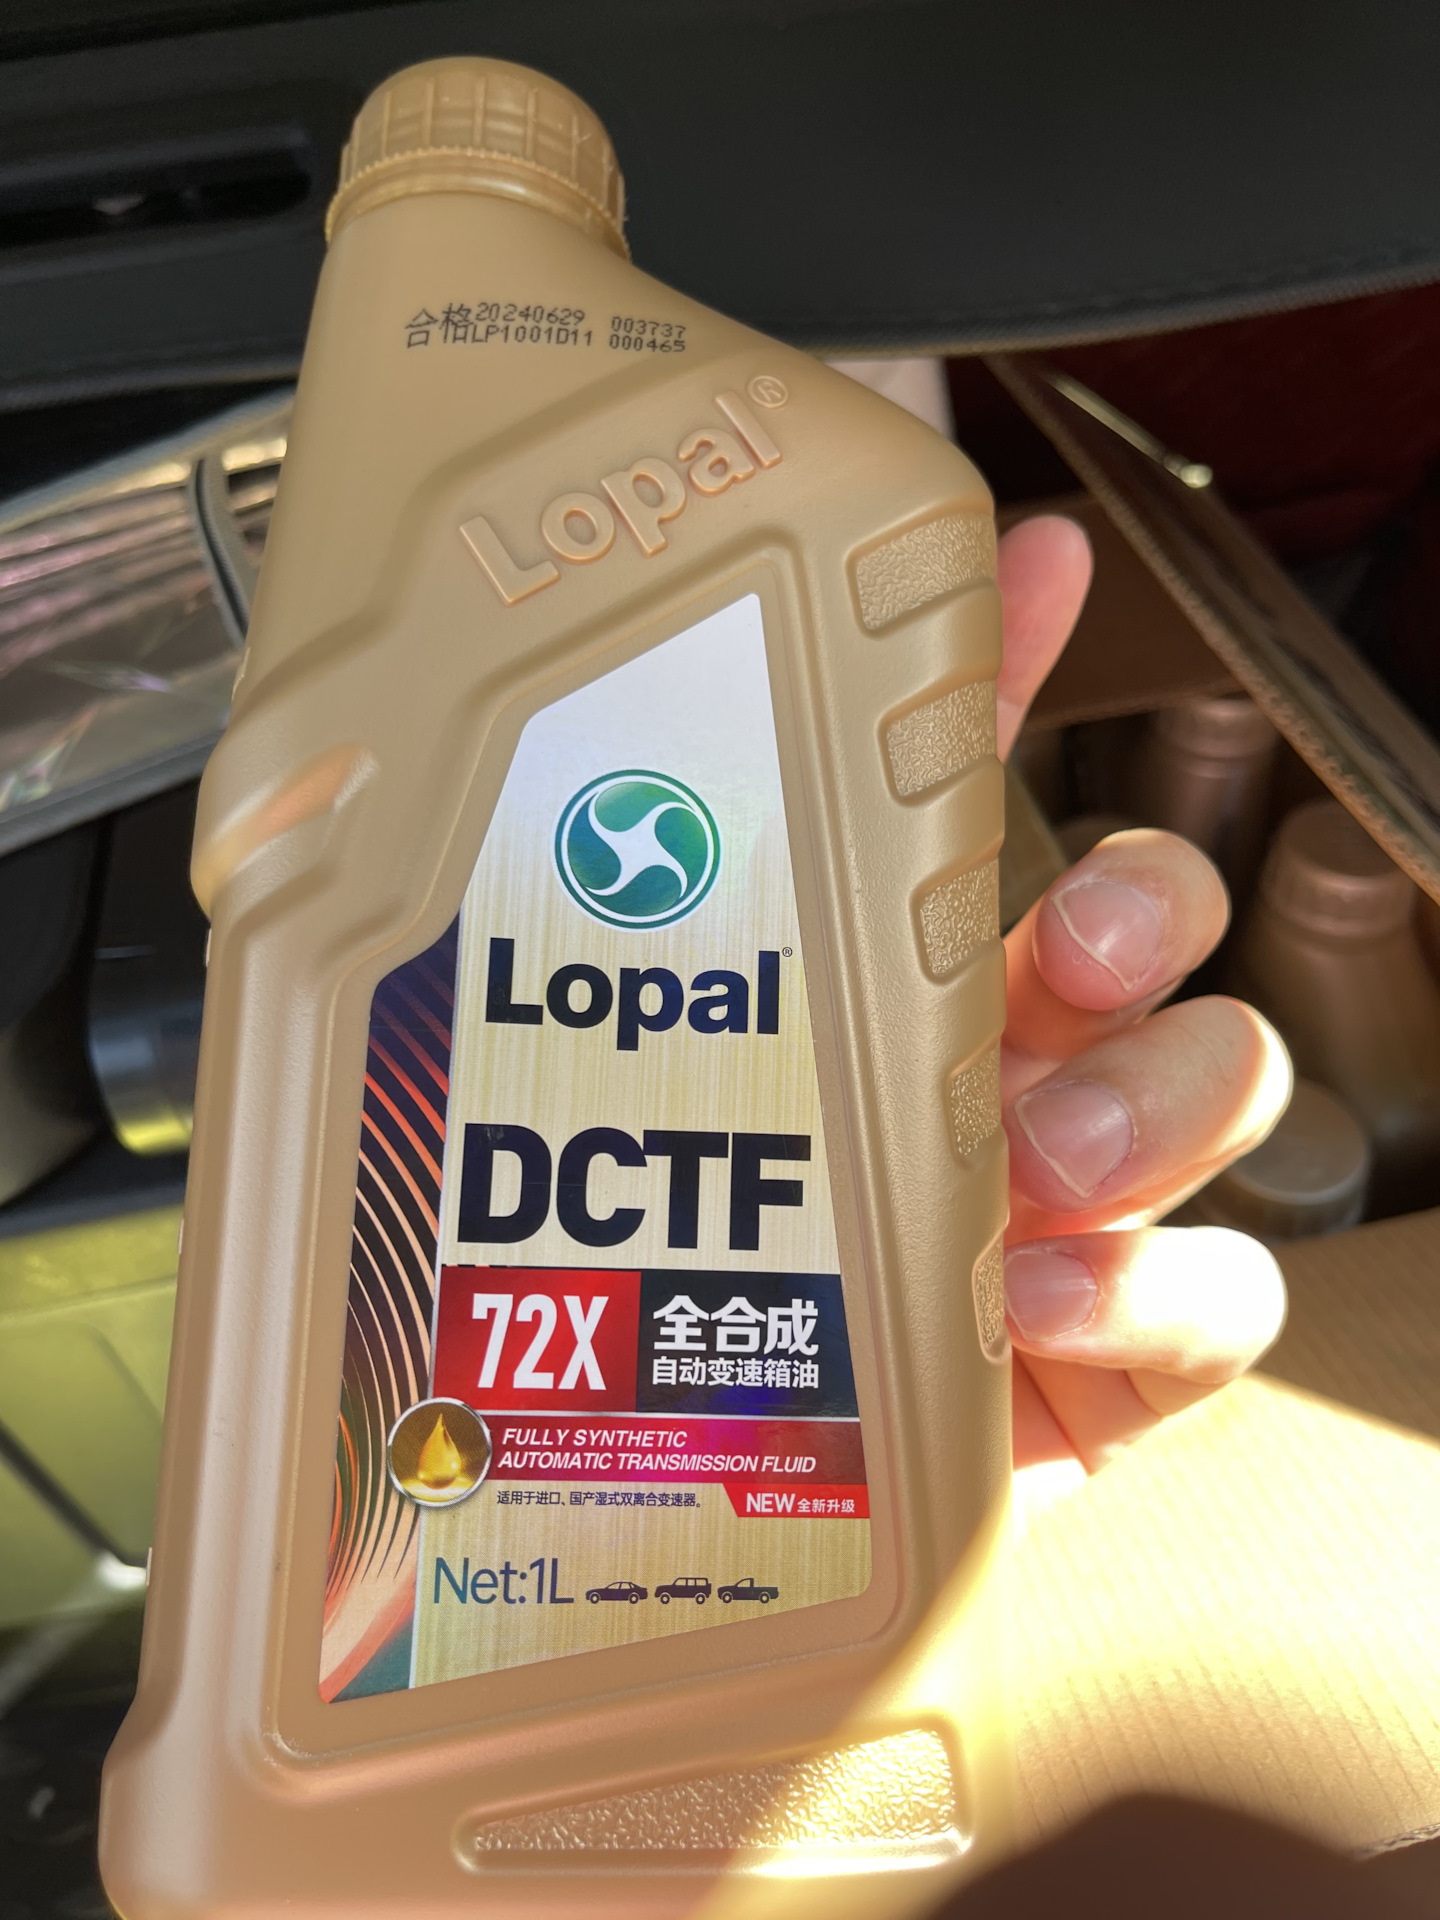 合格20240629 003737
LP1001D11 000465
Lopal®
Lopal®
DCTF
72X
全合成
自动变速箱油
FULLY SYNTHETIC
AUTOMATIC TRANSMISSION FLUID
适用于进口、国产湿式双离合变速器。
NEW全新升级
Net:1L